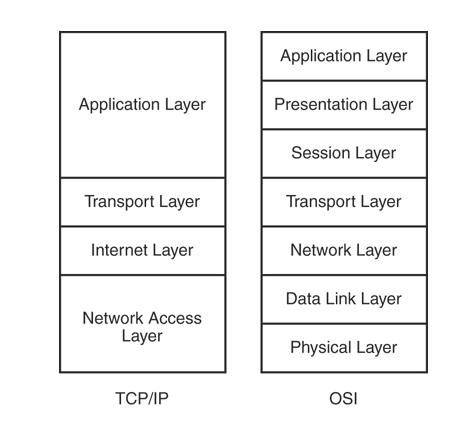 Application Layer
Transport Layer
Internet Layer
Network Access
Layer
TCP/IP
Application Layer
Presentation Layer
Session Layer
Transport Layer
Network Layer
Data Link Layer
Physical Layer
OSI